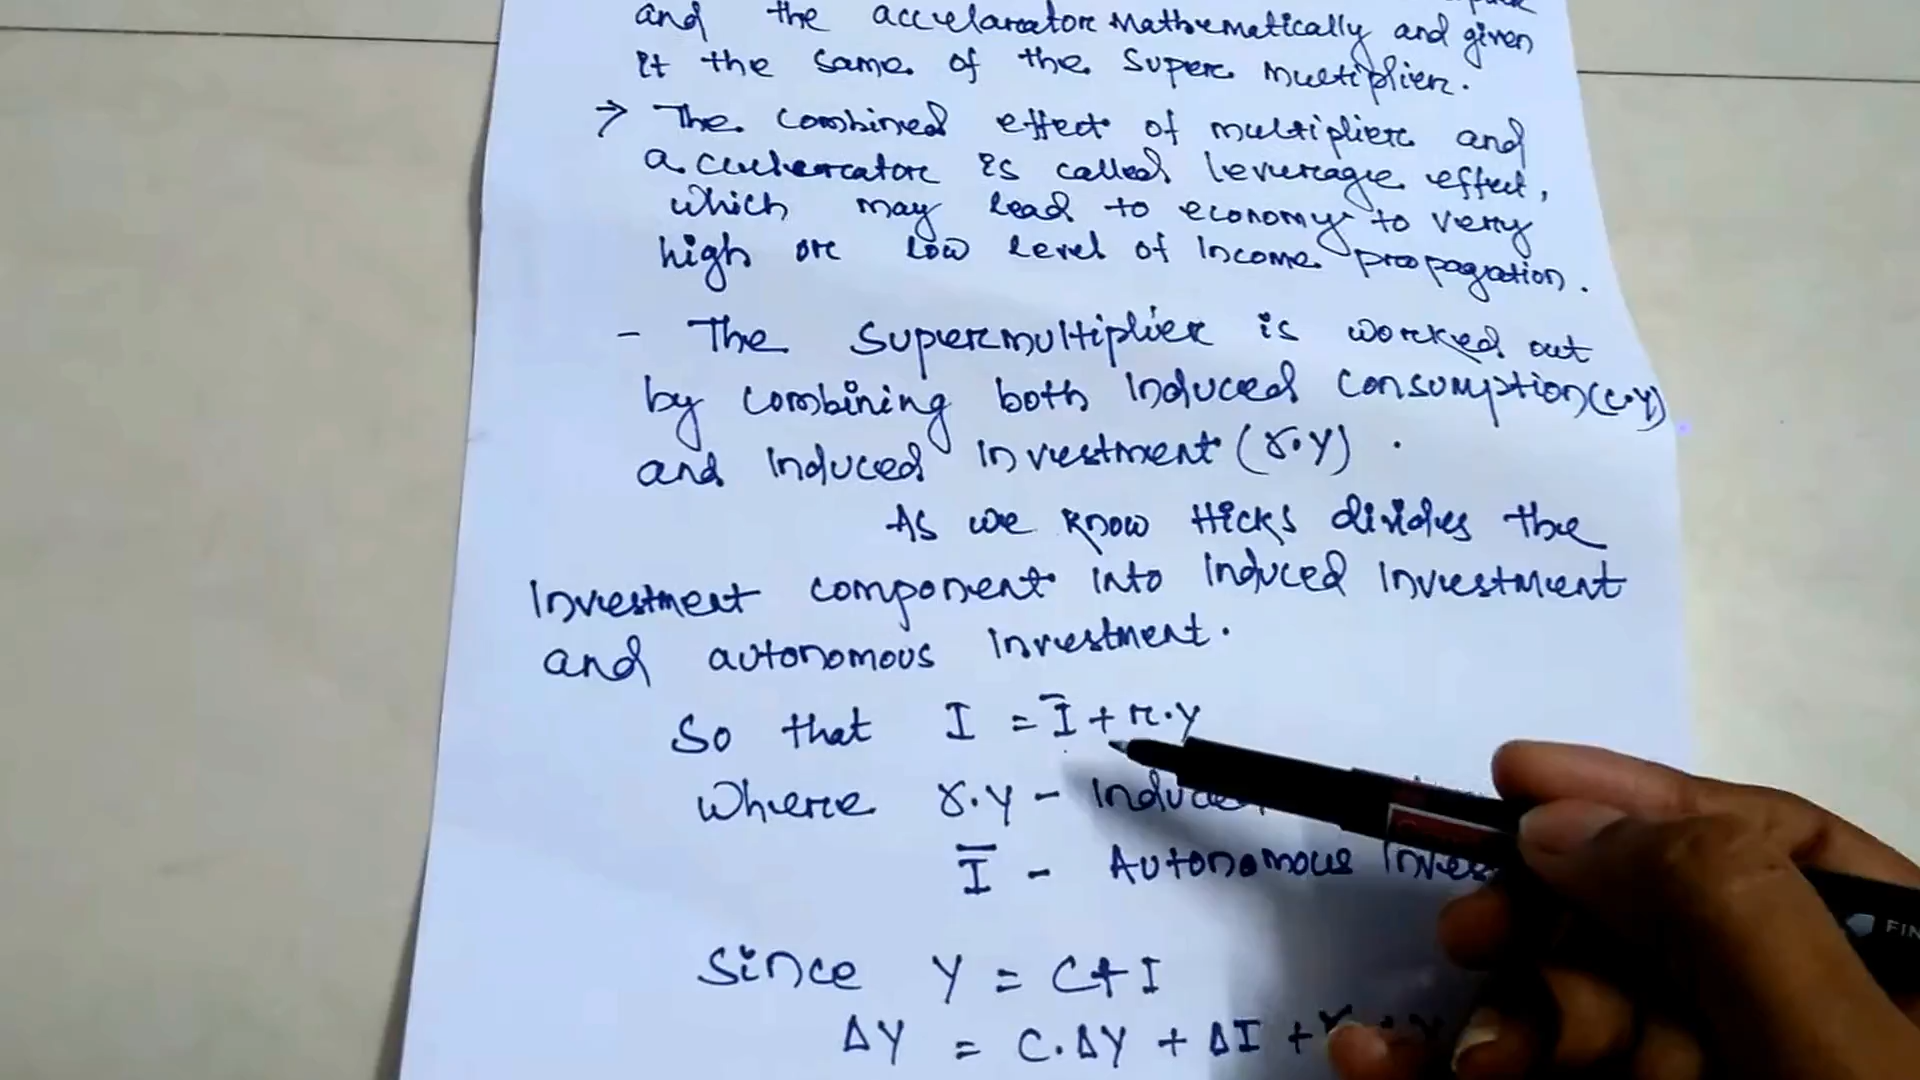 and the accelarator Mathematically and given
it the same of the Super multiplier.
→ The combined effect of multiplier and
accelerator is called leverage effect,
which may lead to economy to very
high or low level of Income propagation.
- The Supermultiplier is worked out
by combining both Induced Consumption(c.y)
and Induced Investment (r.y) .
As we know Hicks divides the
Investment component into Induced Investment
and autonomous Investment.
So that I = Ī + r.y
Where r.y - Induced
Ī - Autonomous Inves
Since Y = C+I
ΔY = C.ΔY + ΔI +
FIN